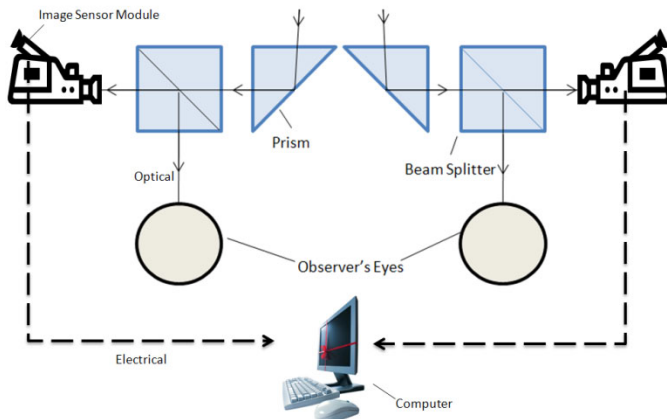 Image Sensor Module
Prism
Beam Splitter
Optical
Observer's Eyes
Electrical
Computer